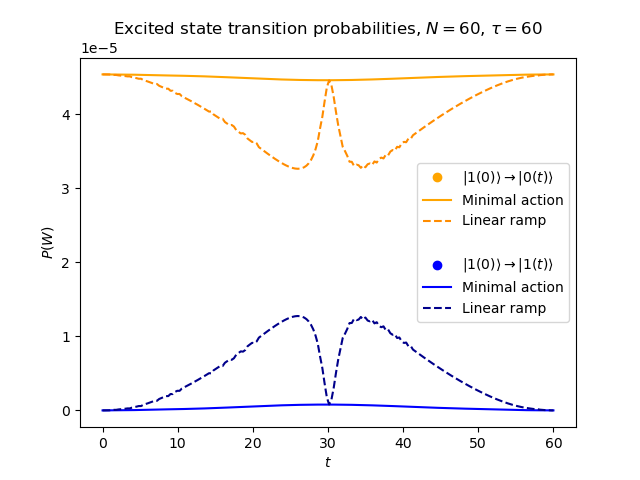 Excited state transition probabilities, N = 60, τ = 60
1e−5
4
3
2
1
0
P(W)
|1(0)⟩→|0(t)⟩
Minimal action
Linear ramp
|1(0)⟩→|1(t)⟩
Minimal action
Linear ramp
0 10 20 30 40 50 60
t